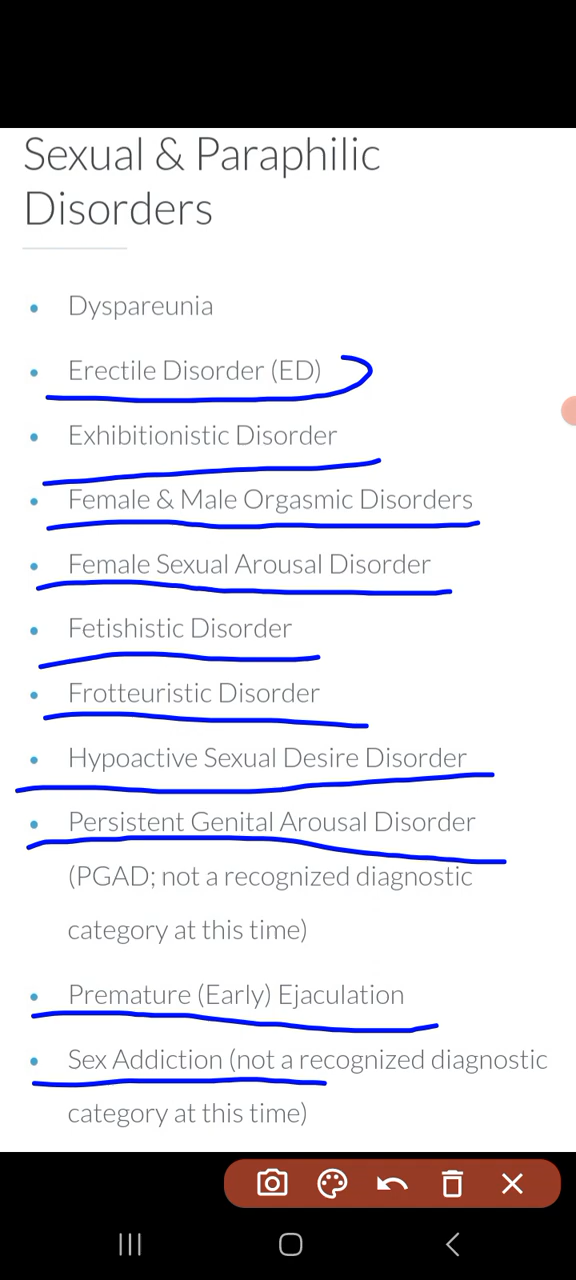 Sexual & Paraphilic
Disorders
Dyspareunia
Erectile Disorder (ED)
Exhibitionistic Disorder
Female & Male Orgasmic Disorders
Female Sexual Arousal Disorder
Fetishistic Disorder
Frotteuristic Disorder
Hypoactive Sexual Desire Disorder
Persistent Genital Arousal Disorder
(PGAD; not a recognized diagnostic
category at this time)
Premature (Early) Ejaculation
Sex Addiction (not a recognized diagnostic
category at this time)